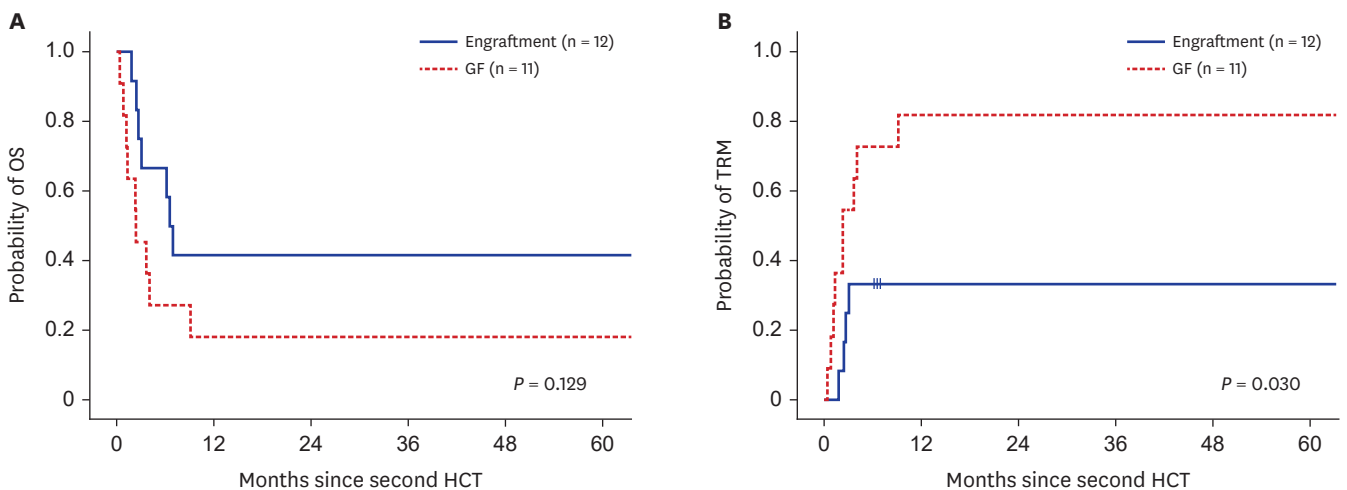 A
Engraftment (n = 12)
GF (n = 11)
1.0
0.8
0.6
0.4
0.2
0
Probability of OS
P = 0.129
0 12 24 36 48 60
Months since second HCT
B
Engraftment (n = 12)
GF (n = 11)
1.0
0.8
0.6
0.4
0.2
0
Probability of TRM
P = 0.030
0 12 24 36 48 60
Months since second HCT